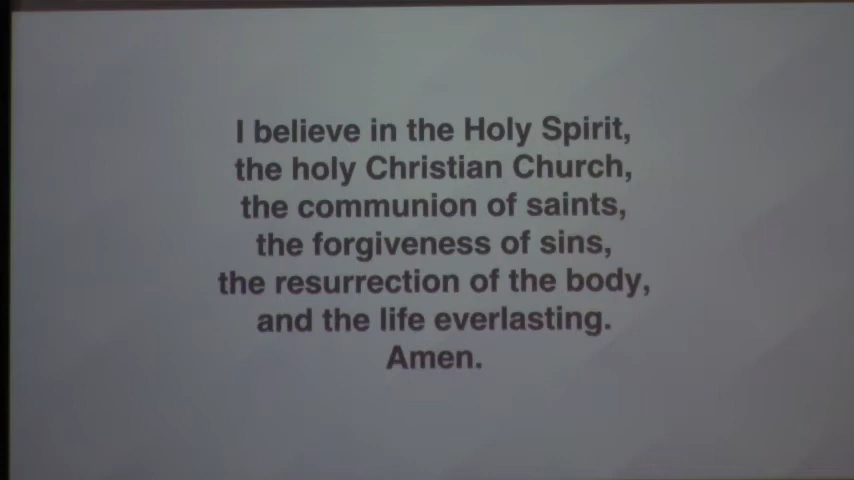 I believe in the Holy Spirit,
the holy Christian Church,
the communion of saints,
the forgiveness of sins,
the resurrection of the body,
and the life everlasting.
Amen.